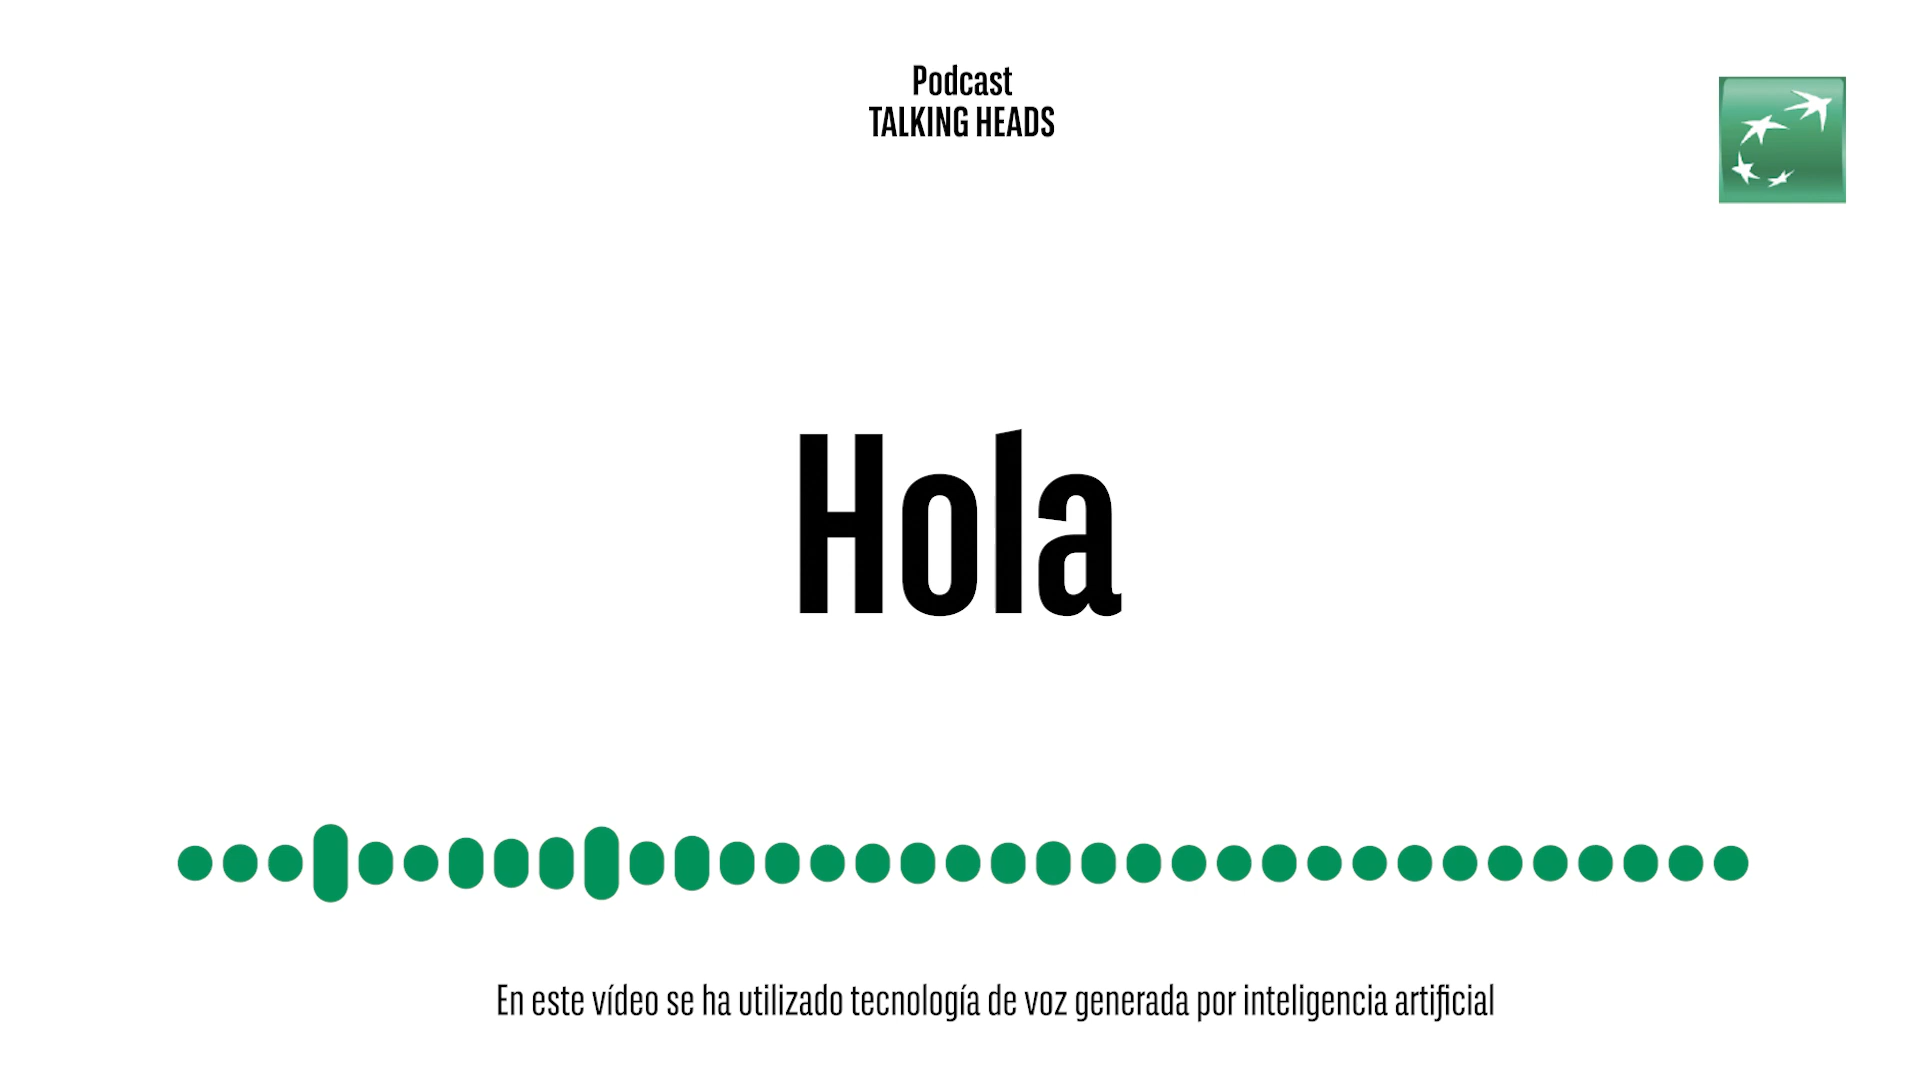 Podcast
TALKING HEADS
Hola
En este vídeo se ha utilizado tecnología de voz generada por inteligencia artificial